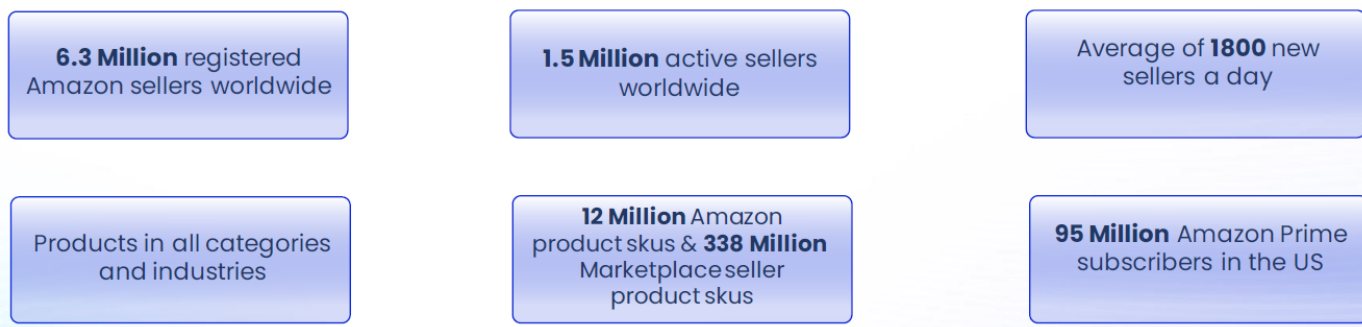 6.3 Million registered
Amazon sellers worldwide
1.5 Million active sellers
worldwide
Average of 1800 new
sellers a day
Products in all categories
and industries
12 Million Amazon
product skus & 338 Million
Marketplace seller
product skus
95 Million Amazon Prime
subscribers in the US